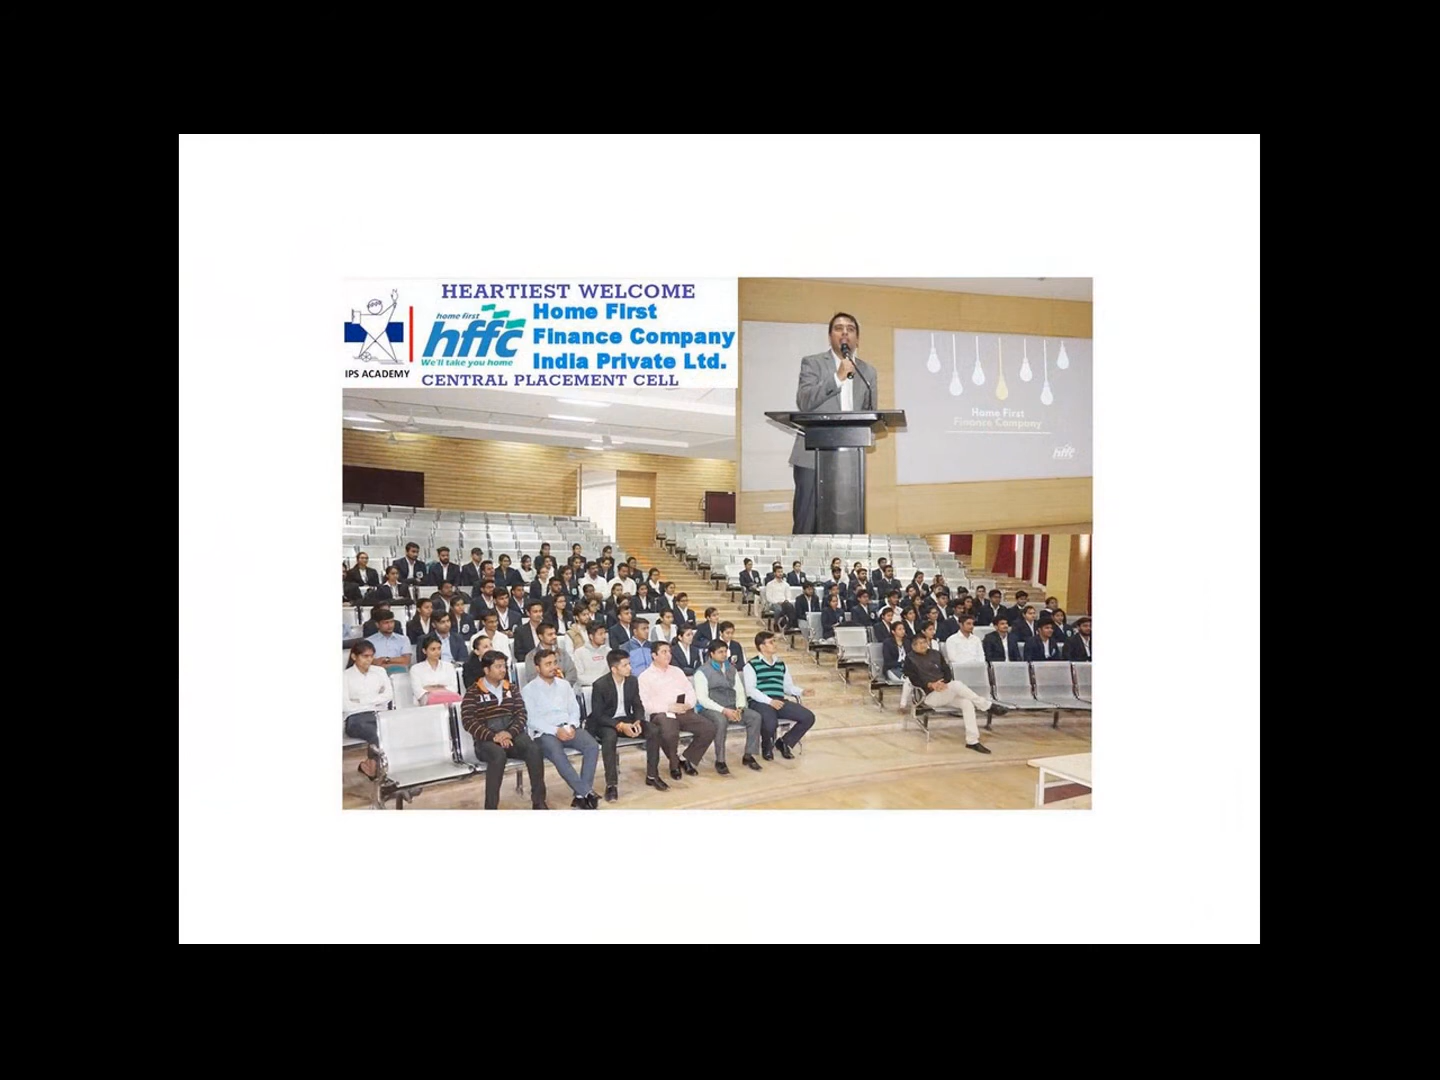 HEARTIEST WELCOME
home first
hffc
We'll take you home
Home First
Finance Company
India Private Ltd.
IPS ACADEMY
CENTRAL PLACEMENT CELL
Home First
Finance Company
hffc